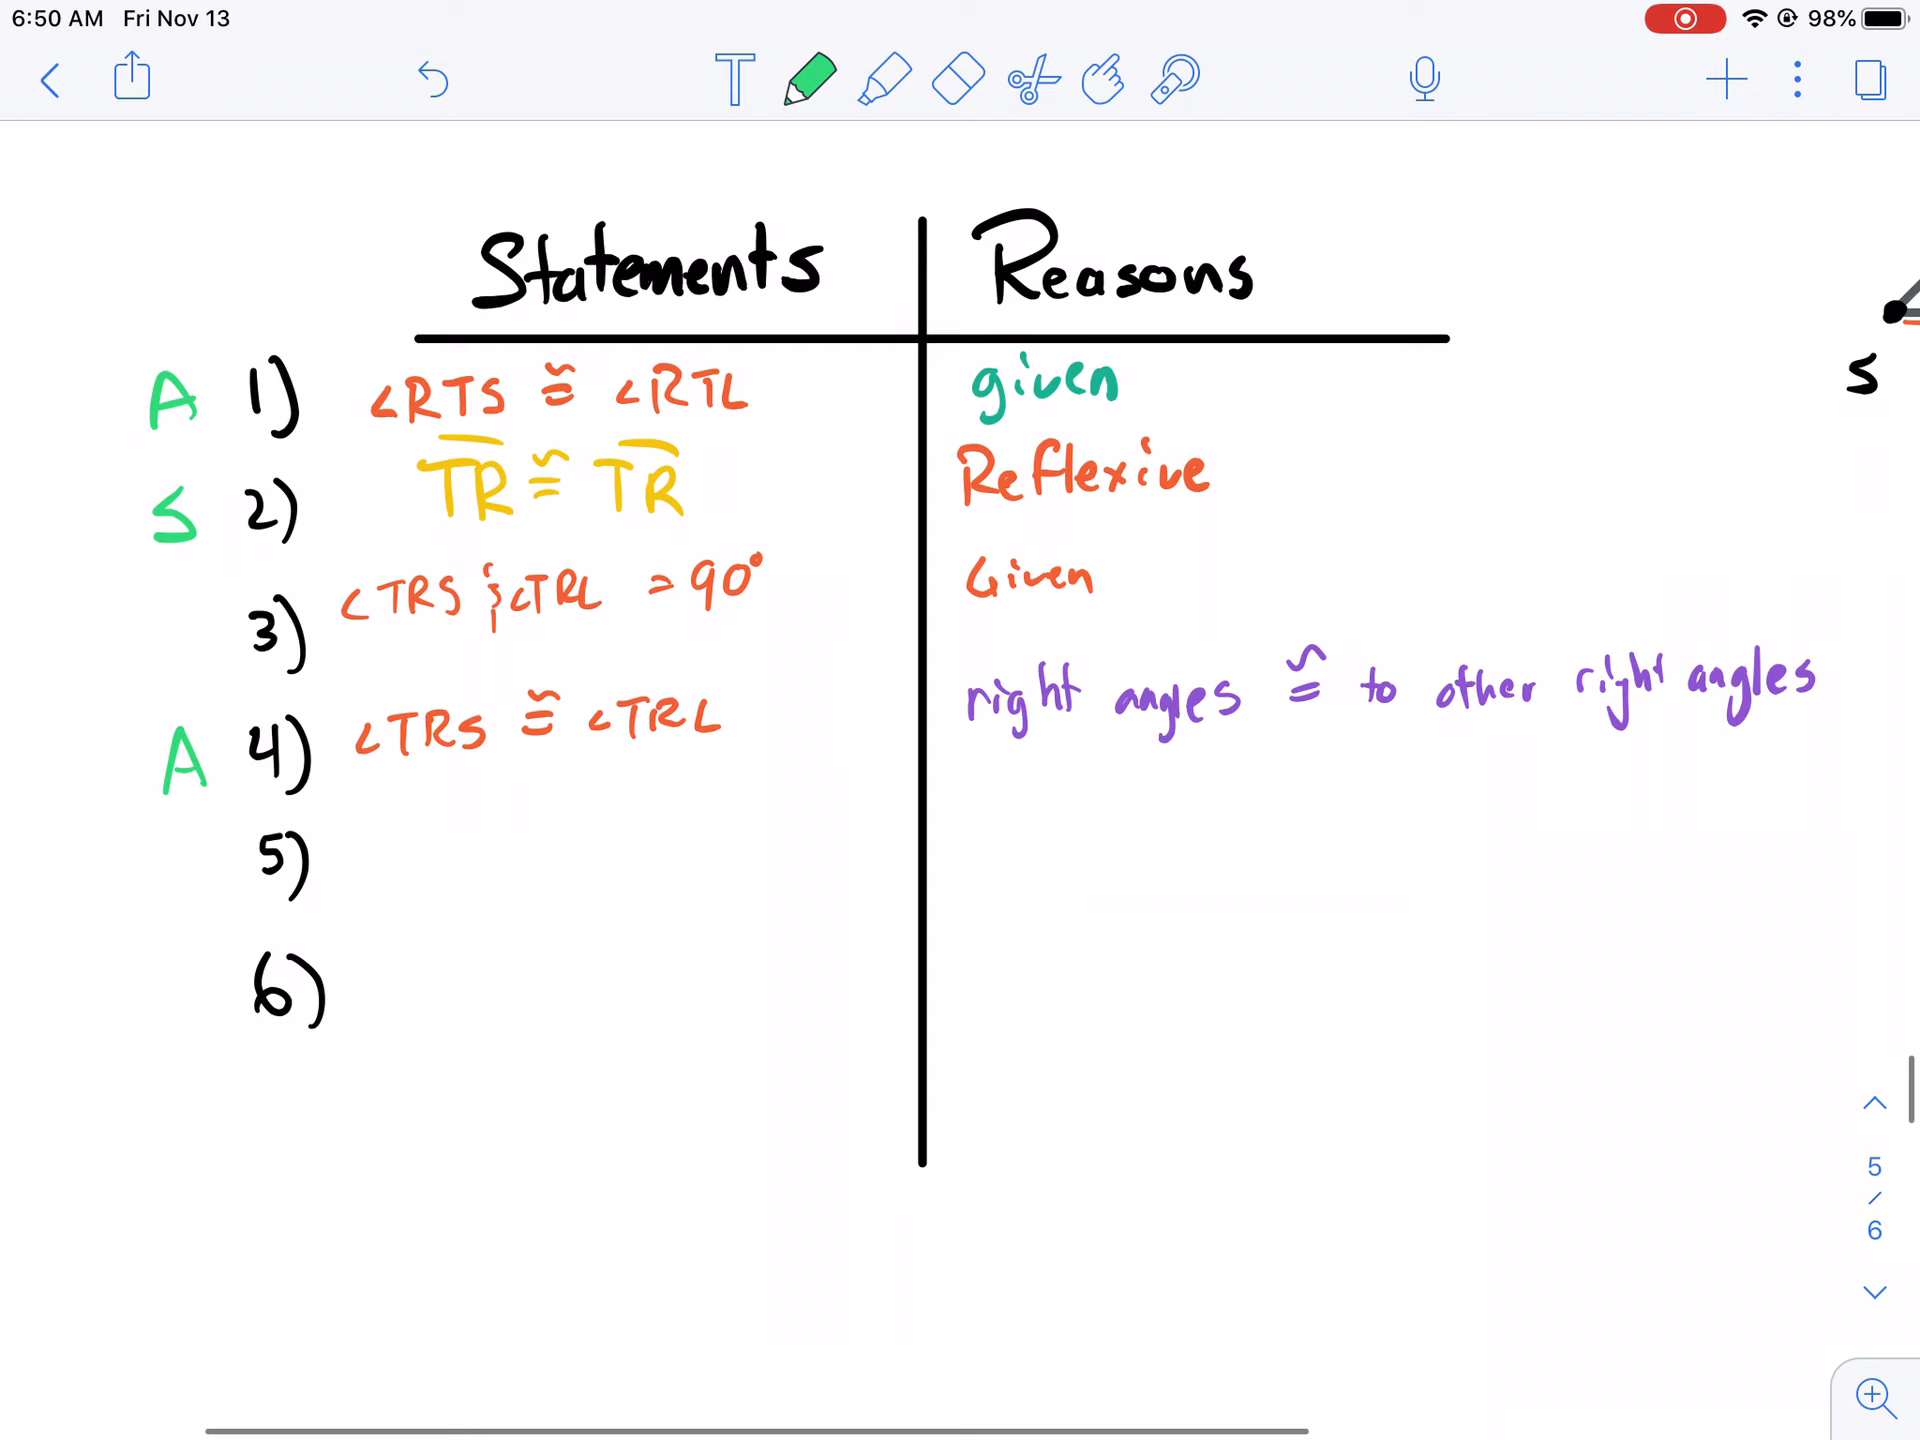 6:50 AM Fri Nov 13 98%
T
Statements Reasons
A 1) ∠RTS ≅ ∠RTL given
S 2) TR ≅ TR Reflexive
3) ∠TRS & ∠TRL = 90° Given
A 4) ∠TRS ≅ ∠TRL right angles ≅ to other right angles
5)
6)
S
5
/
6